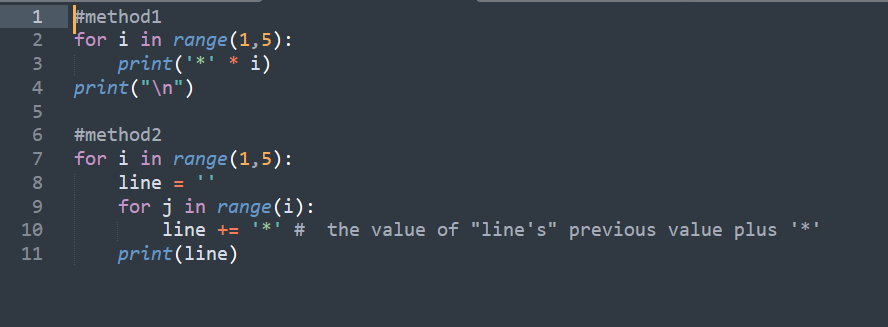 1 #method1
2 for i in range(1,5):
3     print('*' * i)
4 print("\n")
5
6 #method2
7 for i in range(1,5):
8     line = ''
9     for j in range(i):
10         line += '*' #  the value of "line's" previous value plus '*'
11     print(line)